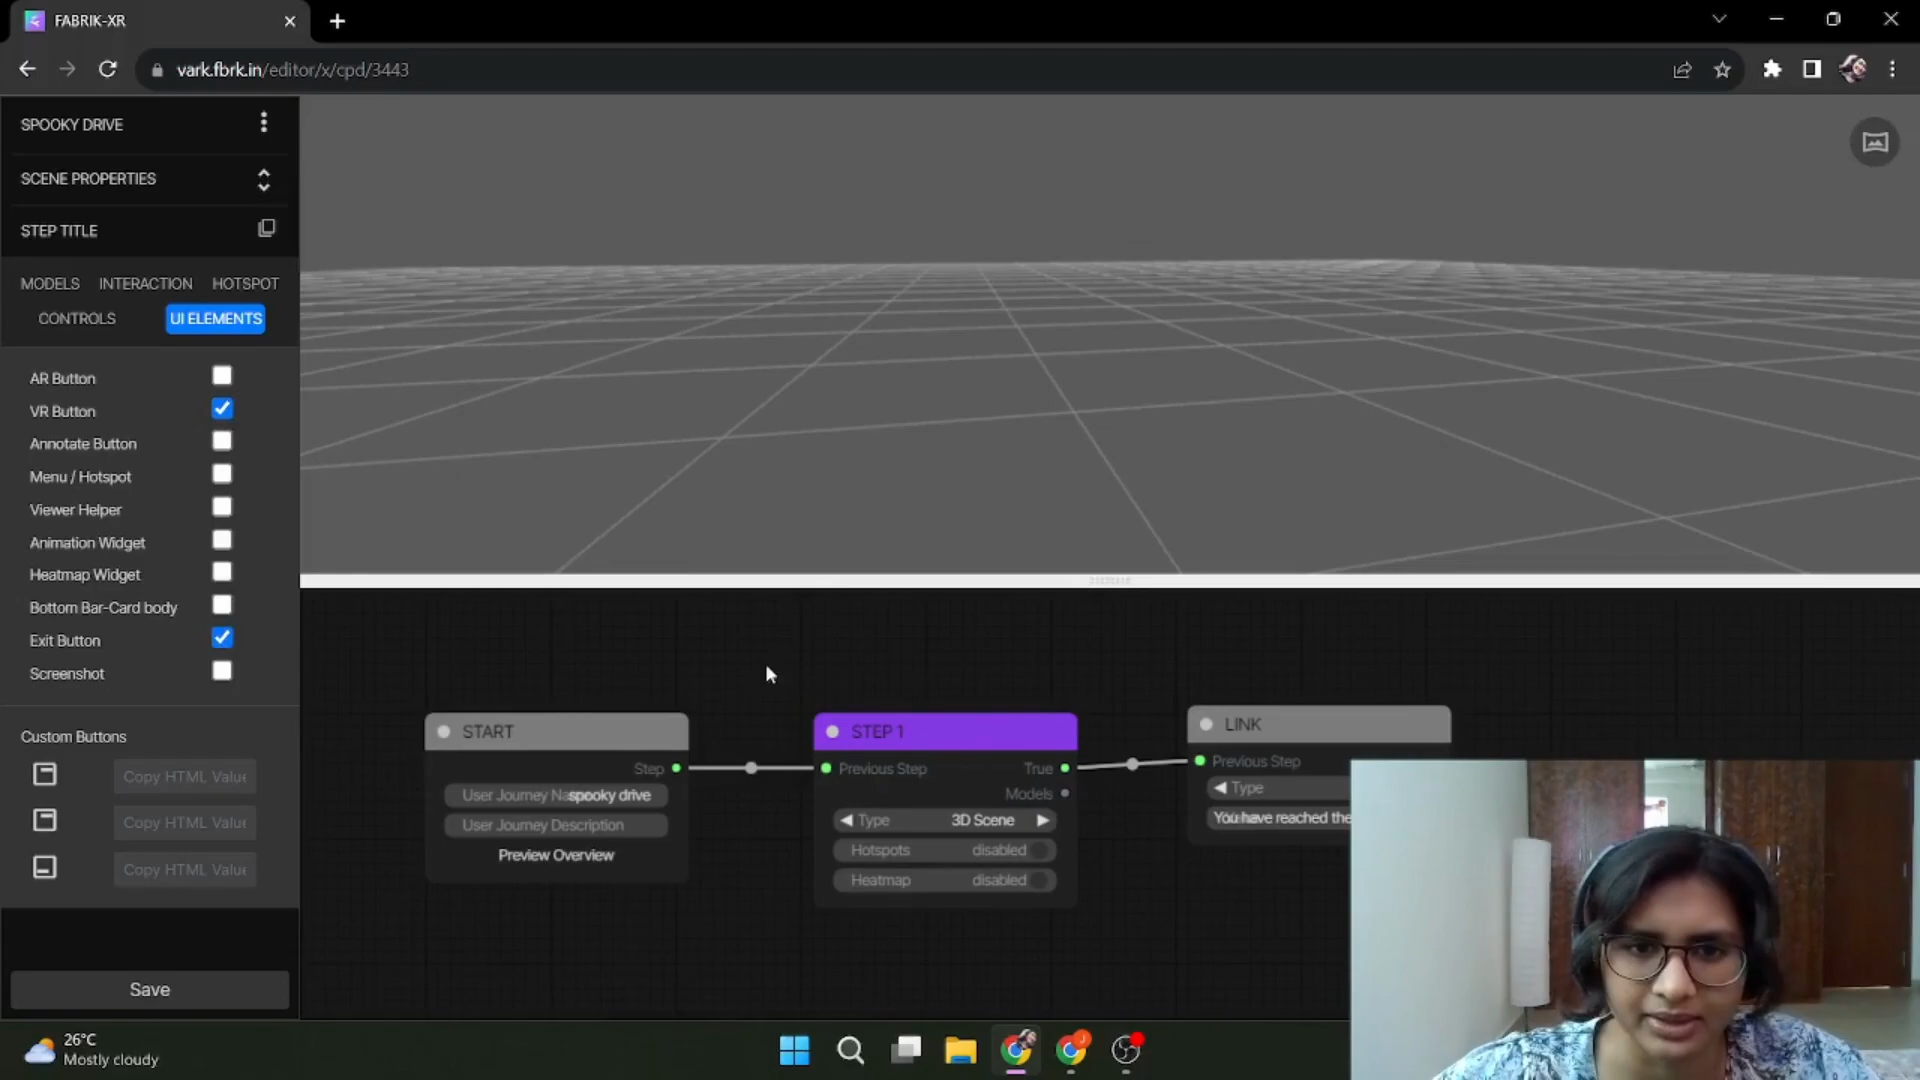 FABRIK-XR
vark.fbrk.in/editor/x/cpd/3443
SPOOKY DRIVE
SCENE PROPERTIES
STEP TITLE
MODELS INTERACTION HOTSPOT
CONTROLS UI ELEMENTS
AR Button
VR Button
Annotate Button
Menu / Hotspot
Viewer Helper
Animation Widget
Heatmap Widget
Bottom Bar-Card body
Exit Button
Screenshot
Custom Buttons
Copy HTML
Copy HTML
Copy HTML
Save
START
Step
User Journey spooky drive
User Journey Description
Preview Overview
STEP 1
Previous Step True
Models
Type 3D Scene
Hotspots disabled
Heatmap disabled
LINK
Previous Step
Type
You have reached the
26°C
Mostly cloudy